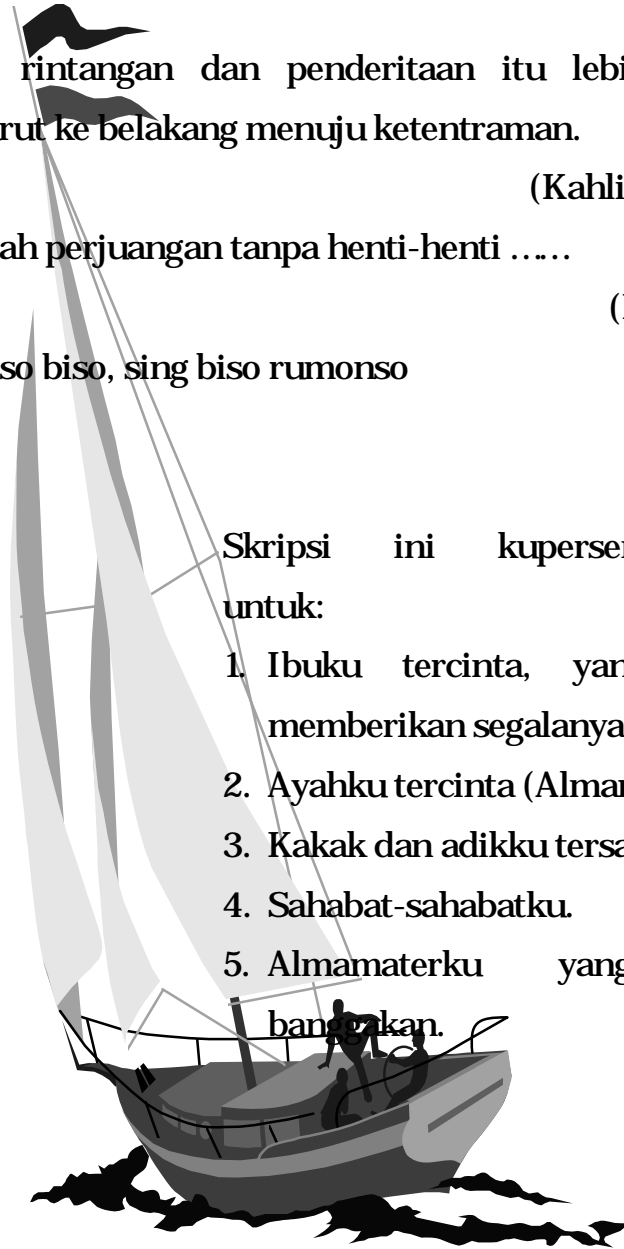 rintangan dan penderitaan itu lebi
rut ke belakang menuju ketentraman.
(Kahli
ah perjuangan tanpa henti-henti ……
(
so biso, sing biso rumonso
Skripsi ini kuperse
untuk:
1. Ibuku tercinta, yan
memberikan segalanya
2. Ayahku tercinta (Alma
3. Kakak dan adikku tersa
4. Sahabat-sahabatku.
5. Almamaterku yang
banggakan.